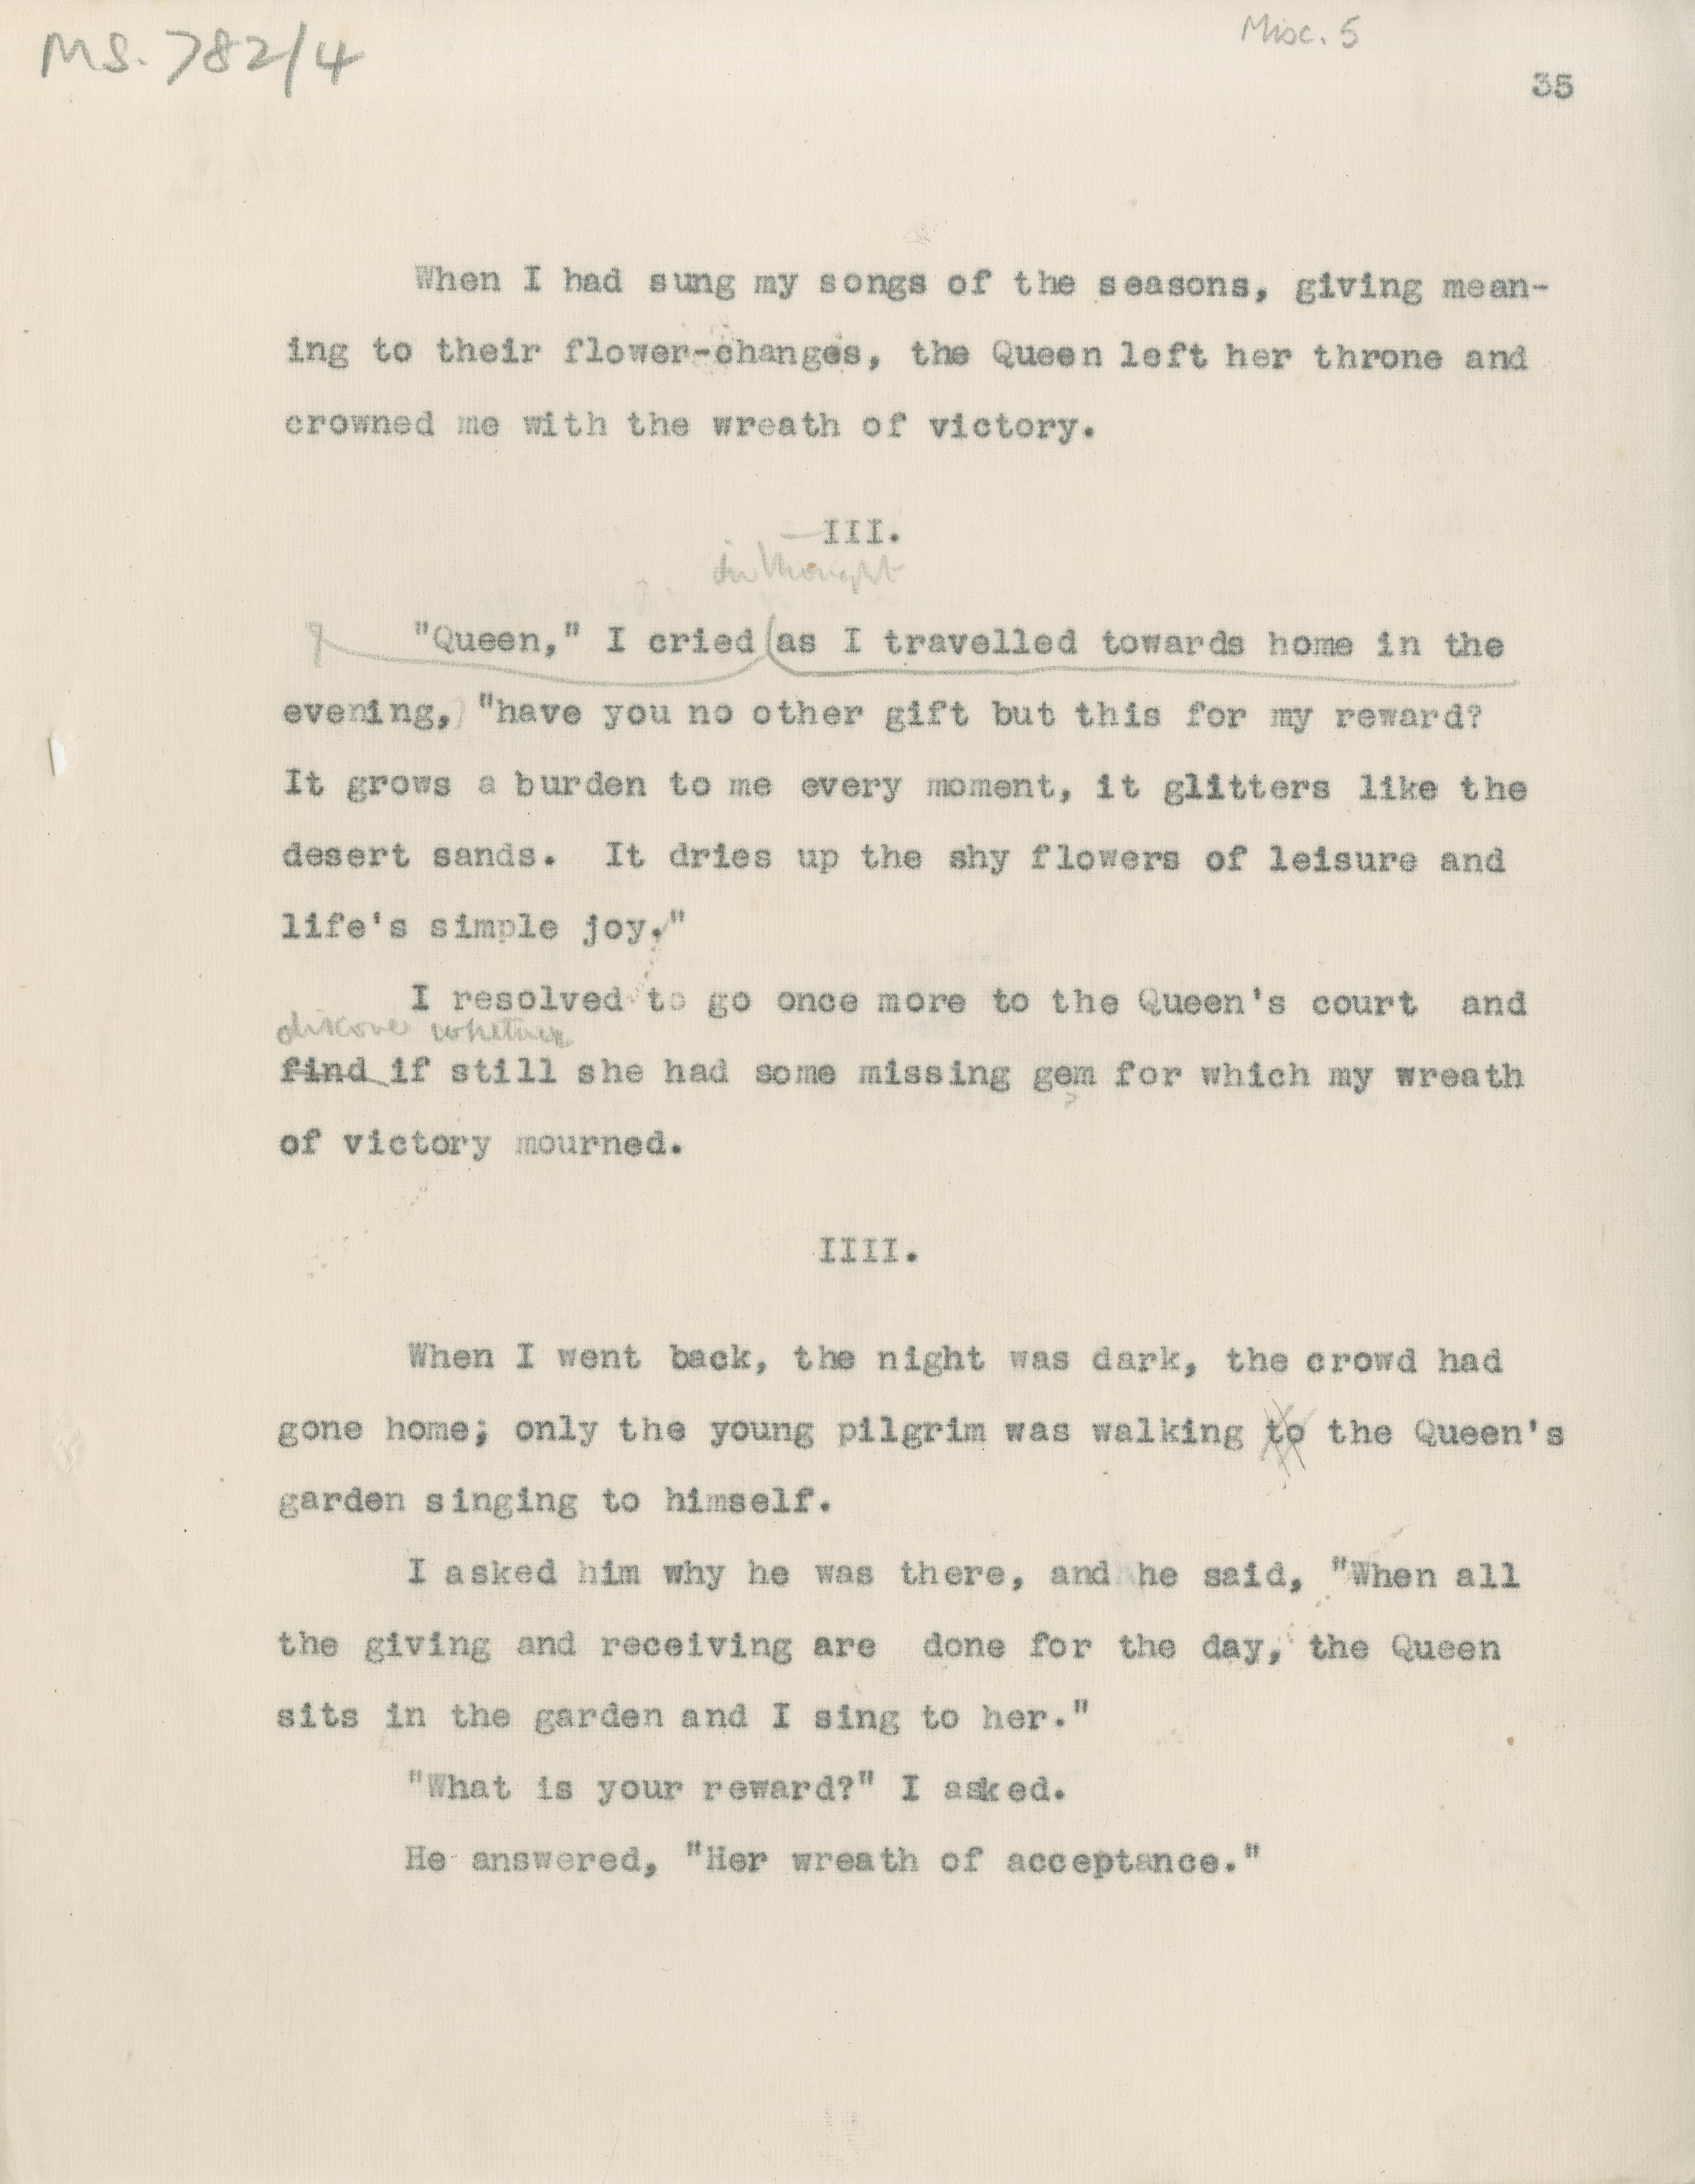 MS. 782/4
Misc. 5
35
When I had sung my songs of the seasons, giving mean-
ing to their flower-changes, the Queen left her throne and
crowned me with the wreath of victory.
III.
in thought
"Queen," I cried (as I travelled towards home in the
evening,) "have you no other gift but this for my reward?
It grows a burden to me every moment, it glitters like the
desert sands. It dries up the shy flowers of leisure and
life's simple joy."
I resolved to go once more to the Queen's court and
discover whether
find if still she had some missing gem for which my wreath
?
of victory mourned.
IIII.
When I went back, the night was dark, the crowd had
gone home; only the young pilgrim was walking to the Queen's
garden singing to himself.
I asked him why he was there, and he said, "When all
the giving and receiving are done for the day, the Queen
sits in the garden and I sing to her."
"What is your reward?" I asked.
He answered, "Her wreath of acceptance."